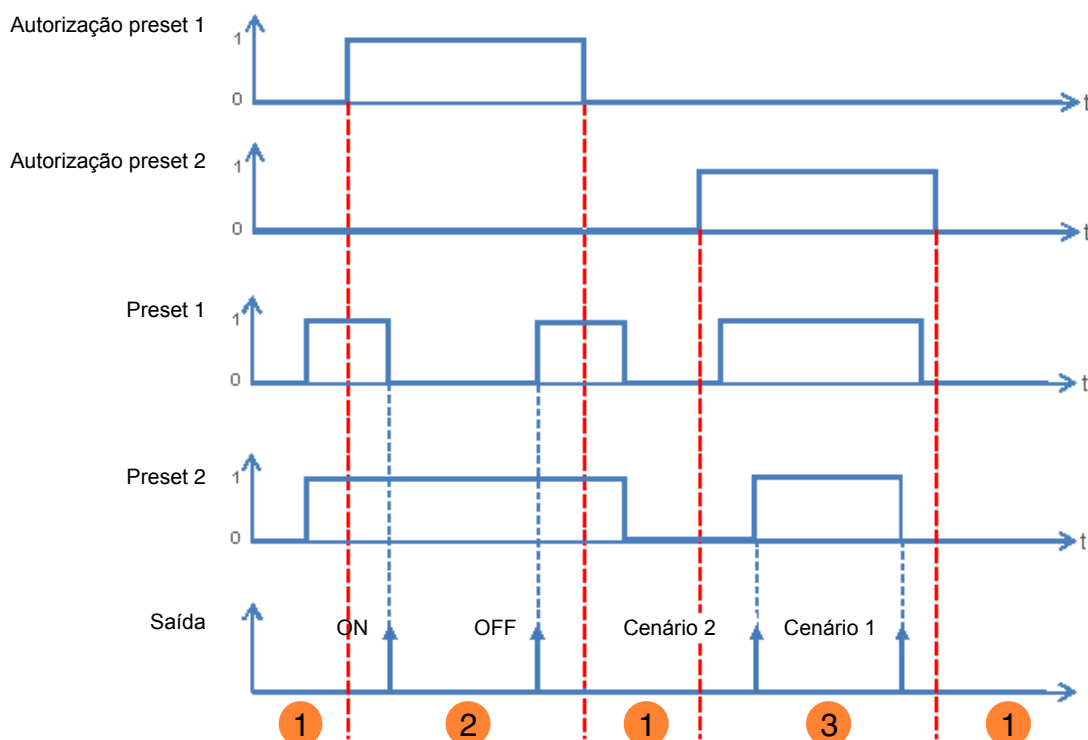 Autorização preset 1
1
0
t
Autorização preset 2
1
0
t
Preset 1
1
0
t
Preset 2
1
0
t
Saída
ON
OFF
Cenário 2
Cenário 1
1
2
1
3
1